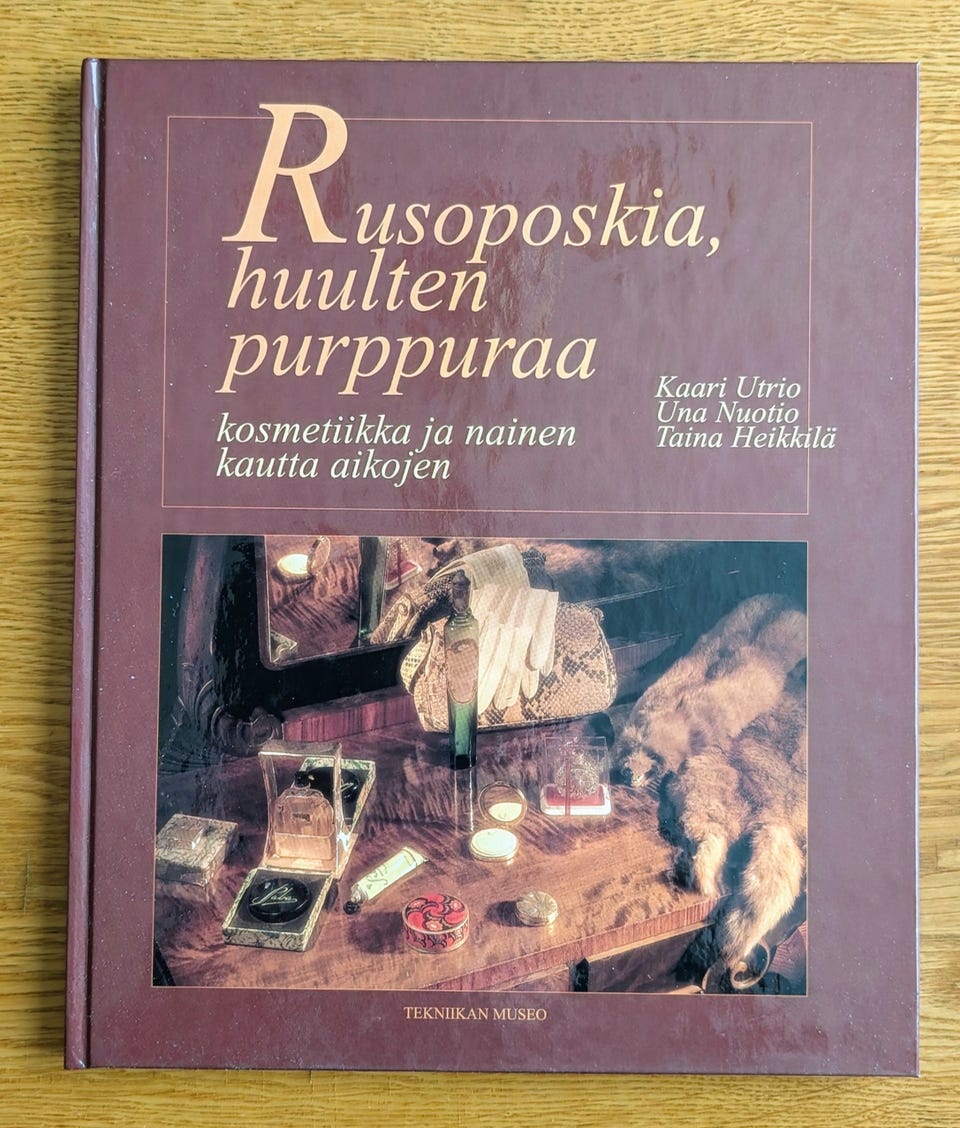 Rusoposkia,
huulten
purppuraa
kosmetiikka ja nainen
kautta aikojen
Kaari Utrio
Una Nuotio
Taina Heikkilä
TEKNIIKAN MUSEO